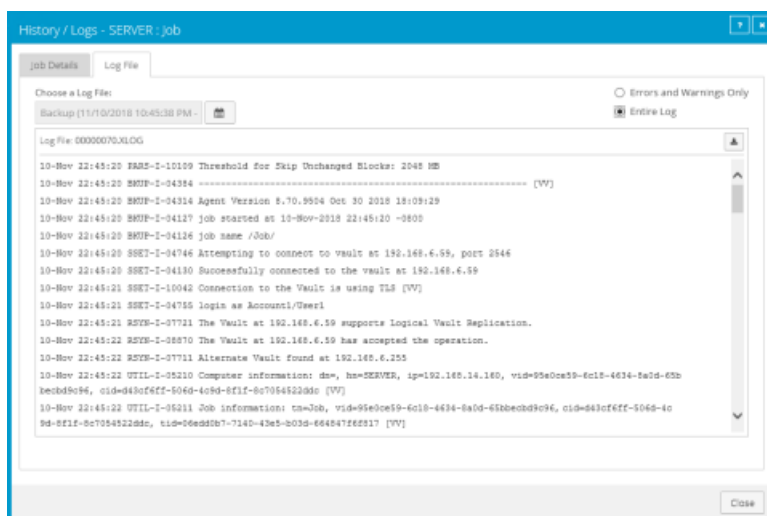 History / Logs - SERVER : Job
Job Details
Log File
Choose a Log File:
Errors and Warnings Only
Backup (11/10/2018 10:45:38 PM -
Entire Log
Log File: 00000070.XLOG
10-Nov 22:45:20 PARS-I-10109 Threshold for Skip Unchanged Blocks: 2048 MB
10-Nov 22:45:20 BKUP-I-04384 ------------------------------------------------------------ [VV]
10-Nov 22:45:20 BKUP-I-04314 Agent Version 8.70.9504 Oct 30 2018 18:09:29
10-Nov 22:45:20 BKUP-I-04127 job started at 10-Nov-2018 22:45:20 -0800
10-Nov 22:45:20 BKUP-I-04126 job name /Job/
10-Nov 22:45:20 SSET-I-04746 Attempting to connect to vault at 192.168.6.59, port 2546
10-Nov 22:45:20 SSET-I-04130 Successfully connected to the vault at 192.168.6.59
10-Nov 22:45:21 SSET-I-10042 Connection to the Vault is using TLS [VV]
10-Nov 22:45:21 SSET-I-04755 login as Account1/User1
10-Nov 22:45:21 RSYN-I-07721 The Vault at 192.168.6.59 supports Logical Vault Replication.
10-Nov 22:45:22 RSYN-I-08870 The Vault at 192.168.6.59 has accepted the operation.
10-Nov 22:45:22 RSYN-I-07711 Alternate Vault found at 192.168.6.255
10-Nov 22:45:22 UTIL-I-05210 Computer information: dn=, hn=SERVER, ip=192.168.14.160, vid=95e0ce59-6c18-4634-8a0d-65b
becbd9c96, cid=d43cf6ff-506d-4c9d-8f1f-8c7054522ddc [VV]
10-Nov 22:45:22 UTIL-I-05211 Job information: tn=Job, vid=95e0ce59-6c18-4634-8a0d-65bbecbd9c96, cid=d43cf6ff-506d-4c
9d-8f1f-8c7054522ddc, tid=06edd0b7-7140-43e5-b03d-664847f6f817 [VV]
Close